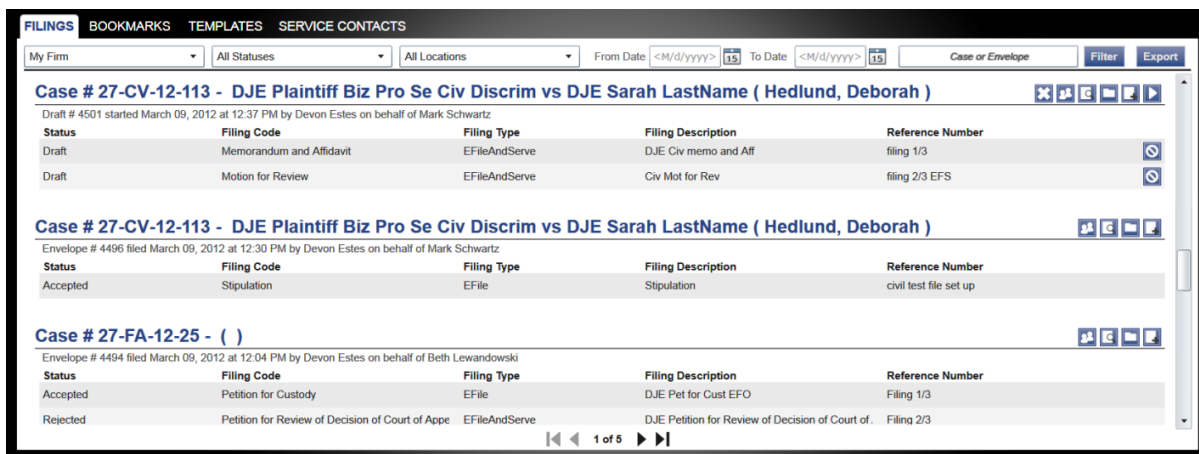 FILINGS BOOKMARKS TEMPLATES SERVICE CONTACTS
My Firm All Statuses All Locations From Date <M/d/yyyy> 15 To Date <M/d/yyyy> 15 Case or Envelope Filter Export
Case # 27-CV-12-113 - DJE Plaintiff Biz Pro Se Civ Discrim vs DJE Sarah LastName ( Hedlund, Deborah )
Draft # 4501 started March 09, 2012 at 12:37 PM by Devon Estes on behalf of Mark Schwartz
Status Filing Code Filing Type Filing Description Reference Number
Draft Memorandum and Affidavit EFileAndServe DJE Civ memo and Aff filing 1/3
Draft Motion for Review EFileAndServe Civ Mot for Rev filing 2/3 EFS
Case # 27-CV-12-113 - DJE Plaintiff Biz Pro Se Civ Discrim vs DJE Sarah LastName ( Hedlund, Deborah )
Envelope # 4496 filed March 09, 2012 at 12:30 PM by Devon Estes on behalf of Mark Schwartz
Status Filing Code Filing Type Filing Description Reference Number
Accepted Stipulation EFile Stipulation civil test file set up
Case # 27-FA-12-25 - ( )
Envelope # 4494 filed March 09, 2012 at 12:04 PM by Devon Estes on behalf of Beth Lewandowski
Status Filing Code Filing Type Filing Description Reference Number
Accepted Petition for Custody EFile DJE Pet for Cust EFO Filing 1/3
Rejected Petition for Review of Decision of Court of Appe EFileAndServe DJE Petition for Review of Decision of Court of. Filing 2/3
1 of 5